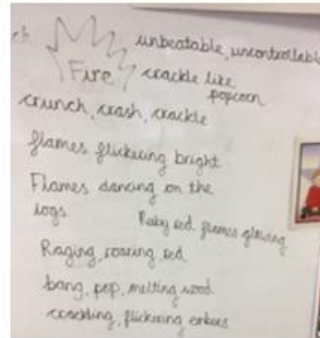 ch
unbeatable, uncontrollable
Fire
crackle like
popcorn
crunch, crash, crackle
flames flickering bright
Flames dancing on the
logs.
Ruby red flames glowing
Raging, roaring, red
bang, pop, melting wood
crackling, flickering embers